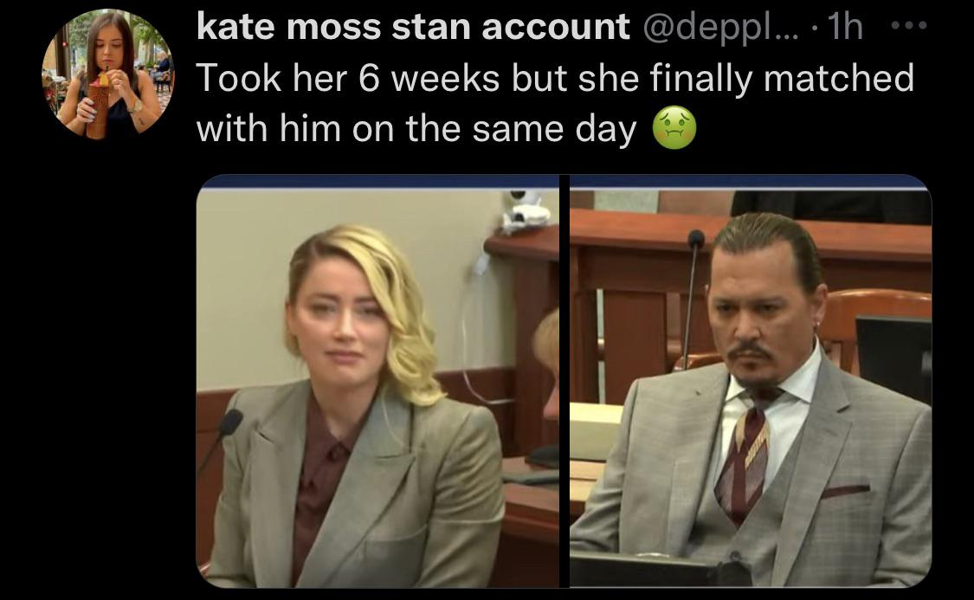 kate moss stan account @deppl... · 1h
Took her 6 weeks but she finally matched
with him on the same day 🤢